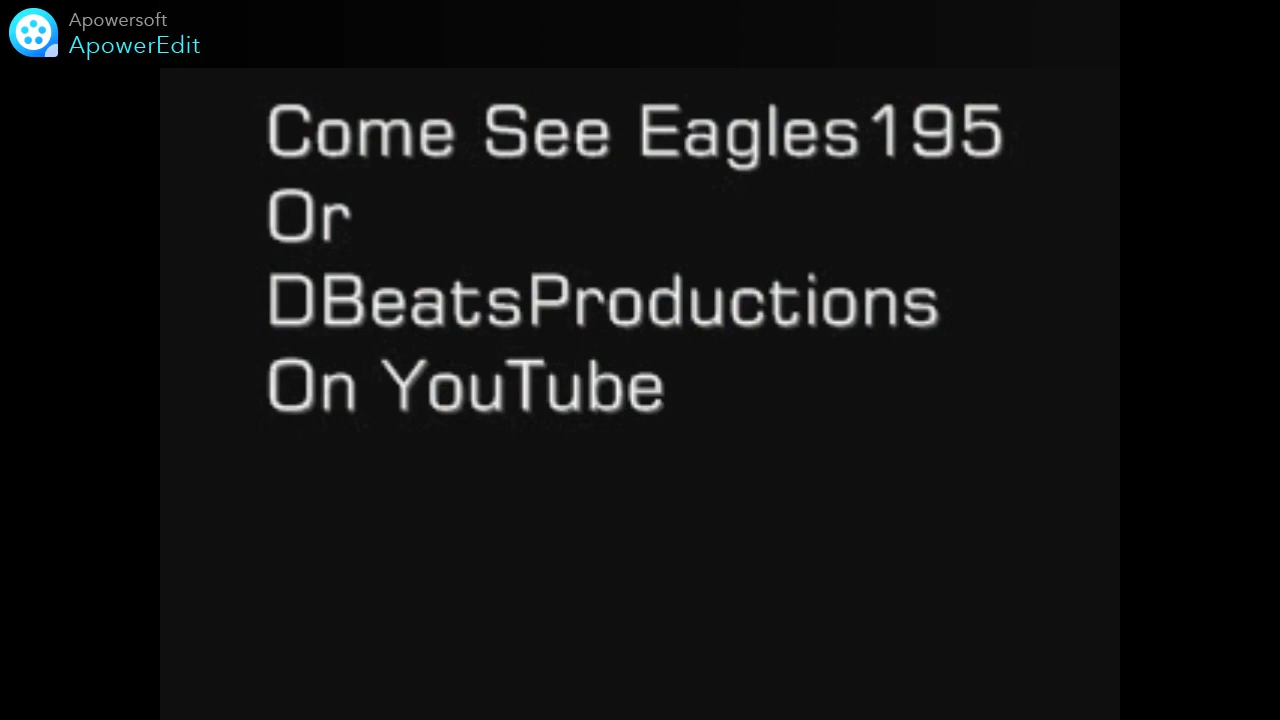 Apowersoft
ApowerEdit
Come See Eagles195
Or
DBeatsProductions
On YouTube